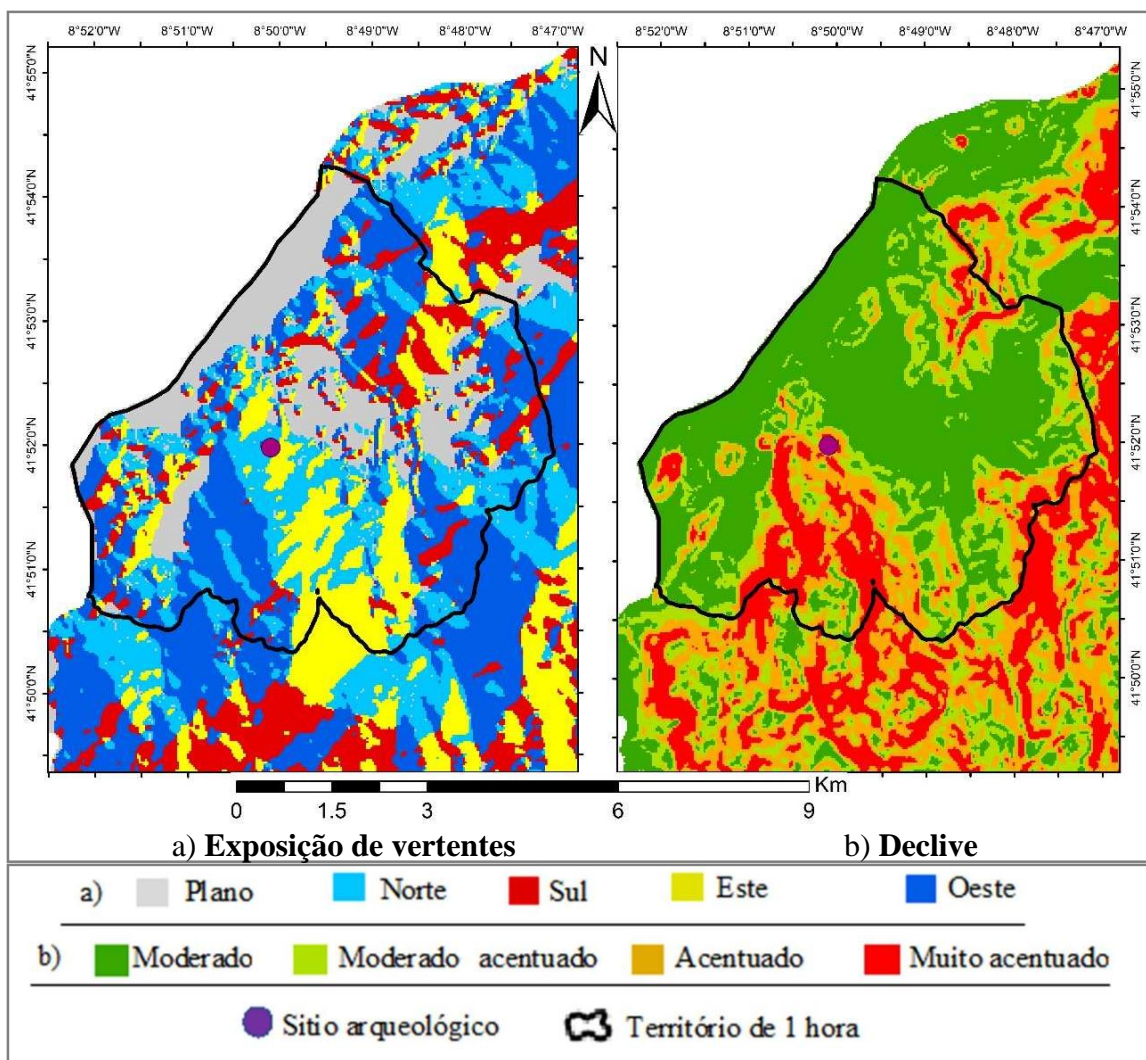 8°52'0"W 8°51'0"W 8°50'0"W 8°49'0"W 8°48'0"W 8°47'0"W
8°52'0"W 8°51'0"W 8°50'0"W 8°49'0"W 8°48'0"W 8°47'0"W
N
41°55'0"N
41°54'0"N
41°53'0"N
41°52'0"N
41°51'0"N
41°50'0"N
41°55'0"N
41°54'0"N
41°53'0"N
41°52'0"N
41°51'0"N
41°50'0"N
0 1.5 3 6 9 Km
a) Exposição de vertentes
b) Declive
a) Plano Norte Sul Este Oeste
b) Moderado Moderado acentuado Acentuado Muito acentuado
Sitio arqueológico Território de 1 hora